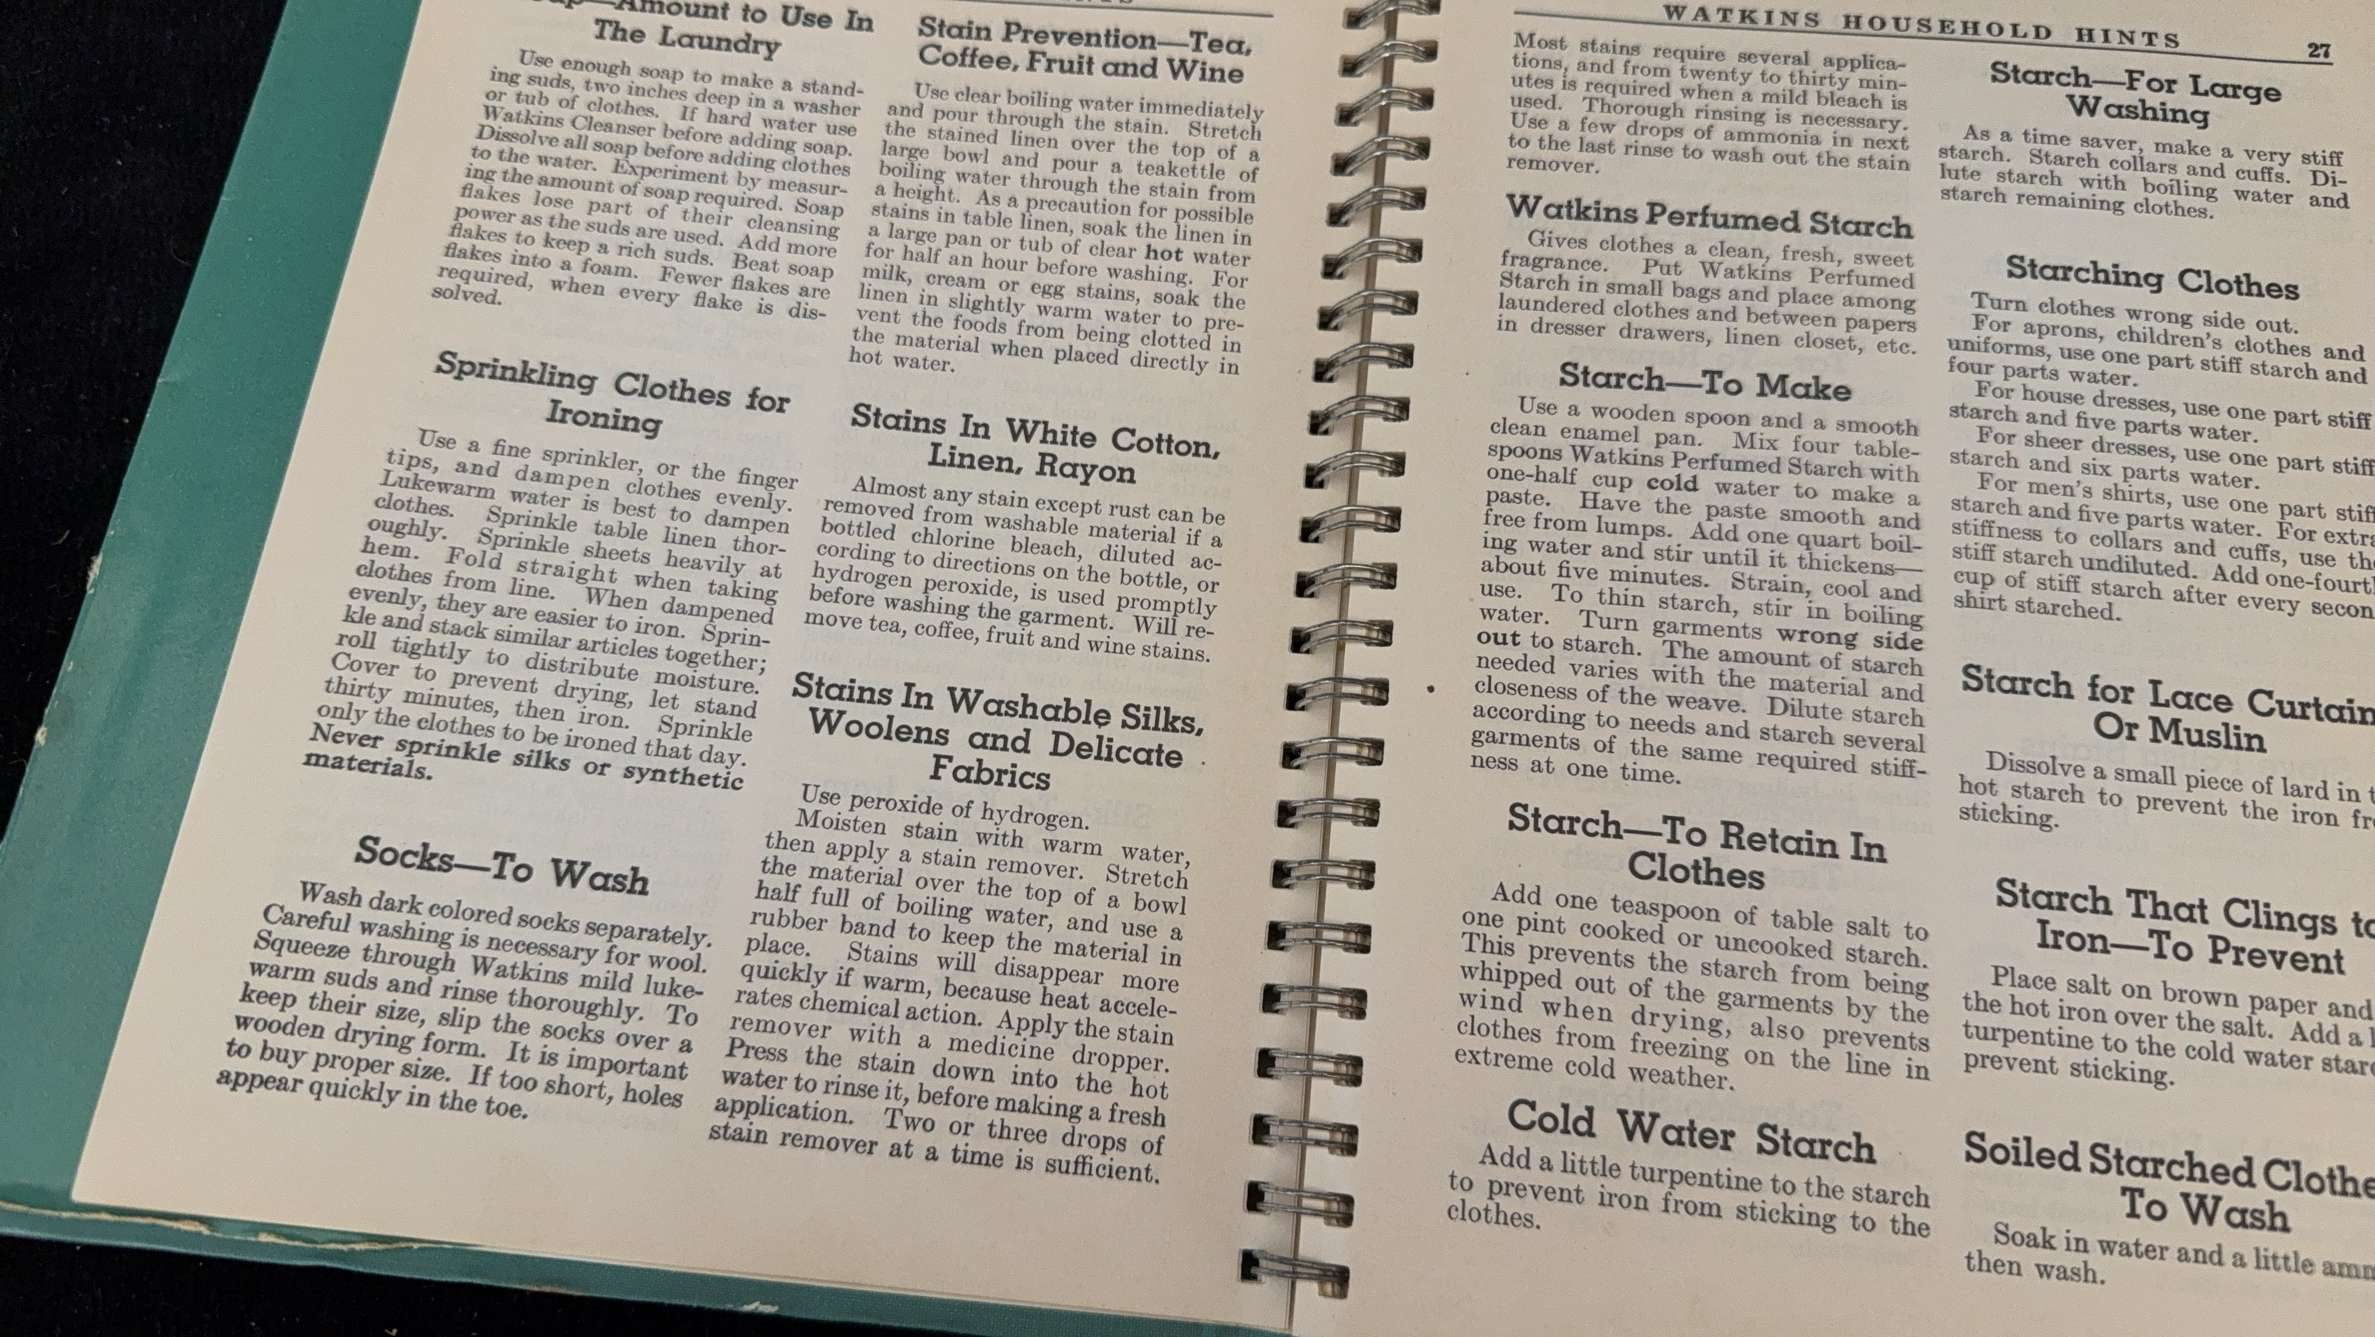 Amount to Use In
The Laundry
Use enough soap to make a stand-
ing suds, two inches deep in a washer
or tub of clothes. If hard water use
Watkins Cleanser before adding soap.
Dissolve all soap before adding clothes
to the water. Experiment by measur-
ing the amount of soap required. Soap
flakes lose part of their cleansing
power as the suds are used. Add more
flakes to keep a rich suds. Beat soap
flakes into a foam. Fewer flakes are
required, when every flake is dis-
solved.
Sprinkling Clothes for
Ironing
Use a fine sprinkler, or the finger
tips, and dampen clothes evenly.
Lukewarm water is best to dampen
clothes. Sprinkle table linen thor-
oughly. Sprinkle sheets heavily at
hem. Fold straight when taking
clothes from line. When dampened
evenly, they are easier to iron. Sprin-
kle and stack similar articles together;
roll tightly to distribute moisture.
Cover to prevent drying, let stand
thirty minutes, then iron. Sprinkle
only the clothes to be ironed that day.
Never sprinkle silks or synthetic
materials.
Socks—To Wash
Wash dark colored socks separately.
Careful washing is necessary for wool.
Squeeze through Watkins mild luke-
warm suds and rinse thoroughly. To
keep their size, slip the socks over a
wooden drying form. It is important
to buy proper size. If too short, holes
appear quickly in the toe.
Stain Prevention—Tea,
Coffee, Fruit and Wine
Use clear boiling water immediately
and pour through the stain. Stretch
the stained linen over the top of a
large bowl and pour a teakettle of
boiling water through the stain from
a height. As a precaution for possible
stains in table linen, soak the linen in
a large pan or tub of clear hot water
for half an hour before washing. For
milk, cream or egg stains, soak the
linen in slightly warm water to pre-
vent the foods from being clotted in
the material when placed directly in
hot water.
Stains In White Cotton,
Linen, Rayon
Almost any stain except rust can be
removed from washable material if a
bottled chlorine bleach, diluted ac-
cording to directions on the bottle, or
hydrogen peroxide, is used promptly
before washing the garment. Will re-
move tea, coffee, fruit and wine stains.
Stains In Washable Silks,
Woolens and Delicate
Fabrics
Use peroxide of hydrogen.
Moisten stain with warm water,
then apply a stain remover. Stretch
the material over the top of a bowl
half full of boiling water, and use a
rubber band to keep the material in
place. Stains will disappear more
quickly if warm, because heat accele-
rates chemical action. Apply the stain
remover with a medicine dropper.
Press the stain down into the hot
water to rinse it, before making a fresh
application. Two or three drops of
stain remover at a time is sufficient.
WATKINS HOUSEHOLD HINTS 27
Most stains require several applica-
tions, and from twenty to thirty min-
utes is required when a mild bleach is
used. Thorough rinsing is necessary.
Use a few drops of ammonia in next
to the last rinse to wash out the stain
remover.
Watkins Perfumed Starch
Gives clothes a clean, fresh, sweet
fragrance. Put Watkins Perfumed
Starch in small bags and place among
laundered clothes and between papers
in dresser drawers, linen closet, etc.
Starch—To Make
Use a wooden spoon and a smooth
clean enamel pan. Mix four table-
spoons Watkins Perfumed Starch with
one-half cup cold water to make a
paste. Have the paste smooth and
free from lumps. Add one quart boil-
ing water and stir until it thickens—
about five minutes. Strain, cool and
use. To thin starch, stir in boiling
water. Turn garments wrong side
out to starch. The amount of starch
needed varies with the material and
closeness of the weave. Dilute starch
according to needs and starch several
garments of the same required stiff-
ness at one time.
Starch—To Retain In
Clothes
Add one teaspoon of table salt to
one pint cooked or uncooked starch.
This prevents the starch from being
whipped out of the garments by the
wind when drying, also prevents
clothes from freezing on the line in
extreme cold weather.
Cold Water Starch
Add a little turpentine to the starch
to prevent iron from sticking to the
clothes.
Starch—For Large
Washing
As a time saver, make a very stiff
starch. Starch collars and cuffs. Di-
lute starch with boiling water and
starch remaining clothes.
Starching Clothes
Turn clothes wrong side out.
For aprons, children's clothes and
uniforms, use one part stiff starch and
four parts water.
For house dresses, use one part stiff
starch and five parts water.
For sheer dresses, use one part stiff
starch and six parts water.
For men's shirts, use one part stiff
starch and five parts water. For extra
stiffness to collars and cuffs, use the
stiff starch undiluted. Add one-fourth
cup of stiff starch after every secon
shirt starched.
Starch for Lace Curtain
Or Muslin
Dissolve a small piece of lard in
hot starch to prevent the iron fr
sticking.
Starch That Clings to
Iron—To Prevent
Place salt on brown paper and
the hot iron over the salt. Add a
turpentine to the cold water star
prevent sticking.
Soiled Starched Clothe
To Wash
Soak in water and a little amm
then wash.